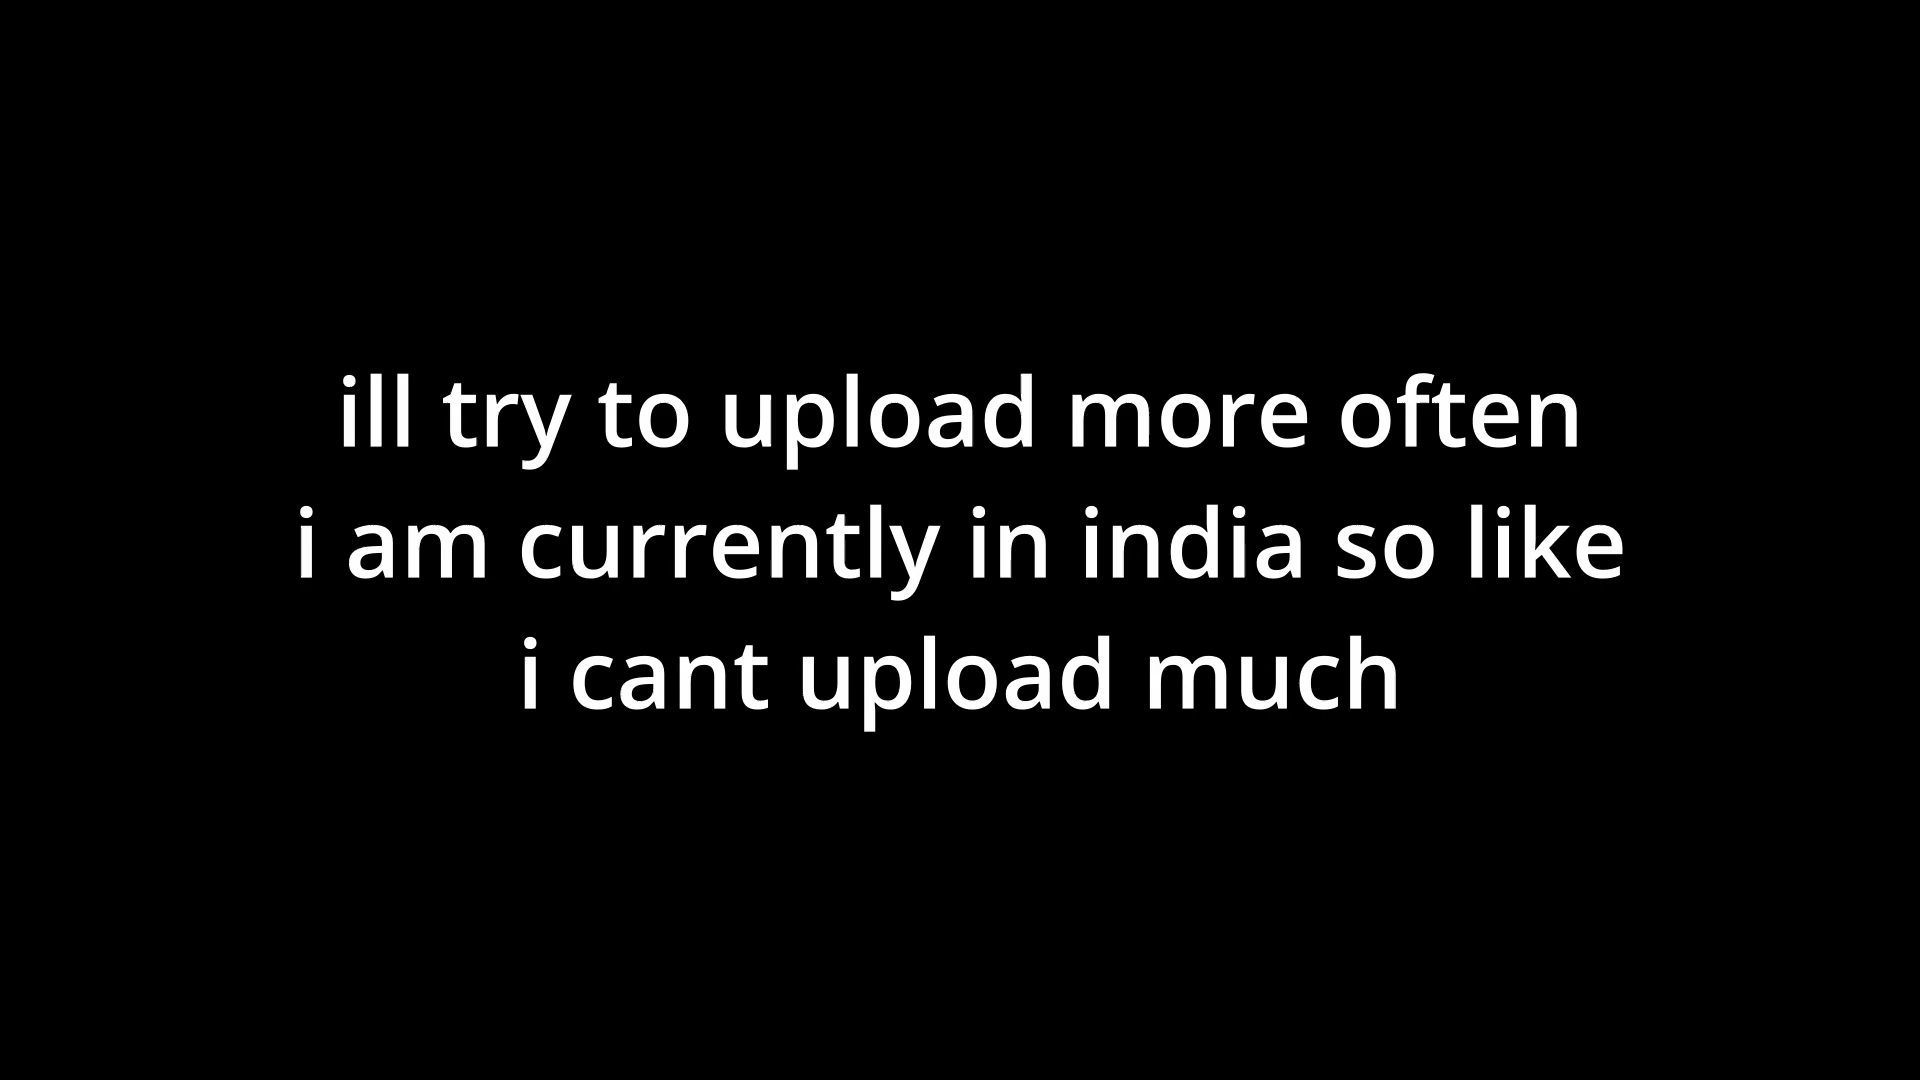 ill try to upload more often
i am currently in india so like
i cant upload much